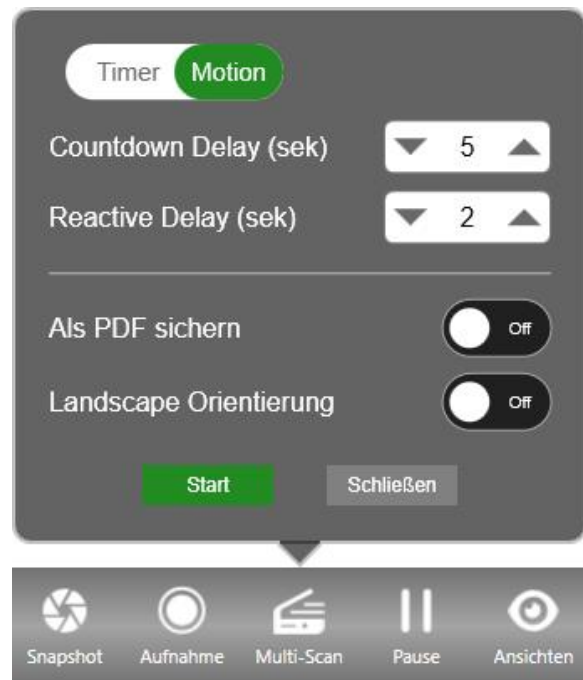 Timer Motion
Countdown Delay (sek) 5
Reactive Delay (sek) 2
Als PDF sichern Off
Landscape Orientierung Off
Start Schließen
Snapshot Aufnahme Multi-Scan Pause Ansichten